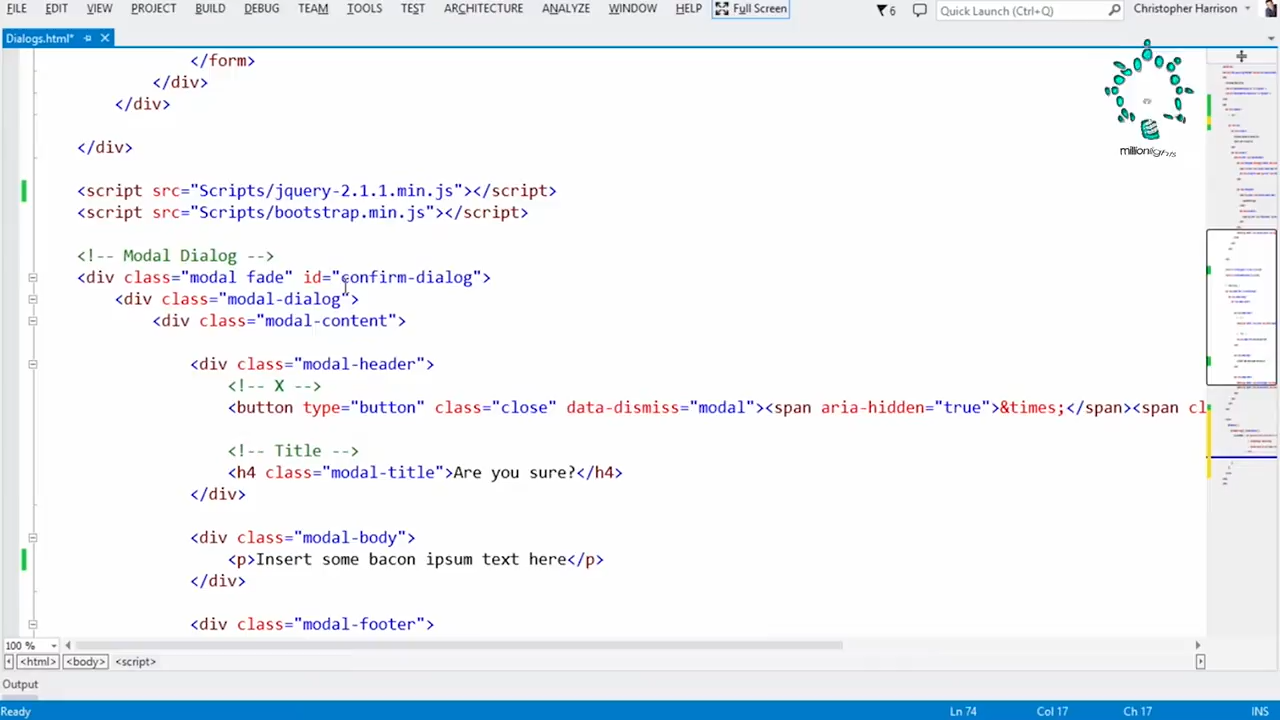 FILE EDIT VIEW PROJECT BUILD DEBUG TEAM TOOLS TEST ARCHITECTURE ANALYZE WINDOW HELP Full Screen 6 Quick Launch (Ctrl+Q) Christopher Harrison
Dialogs.html*
</form>
</div>
</div>
</div>
<script src="Scripts/jquery-2.1.1.min.js"></script>
<script src="Scripts/bootstrap.min.js"></script>
<!-- Modal Dialog -->
<div class="modal fade" id="confirm-dialog">
<div class="modal-dialog">
<div class="modal-content">
<div class="modal-header">
<!-- X -->
<button type="button" class="close" data-dismiss="modal"><span aria-hidden="true">&times;</span><span cl
<!-- Title -->
<h4 class="modal-title">Are you sure?</h4>
</div>
<div class="modal-body">
<p>Insert some bacon ipsum text here</p>
</div>
<div class="modal-footer">
100 %
<html> <body> <script>
Output
Ready Ln 74 Col 17 Ch 17 INS
millionlights